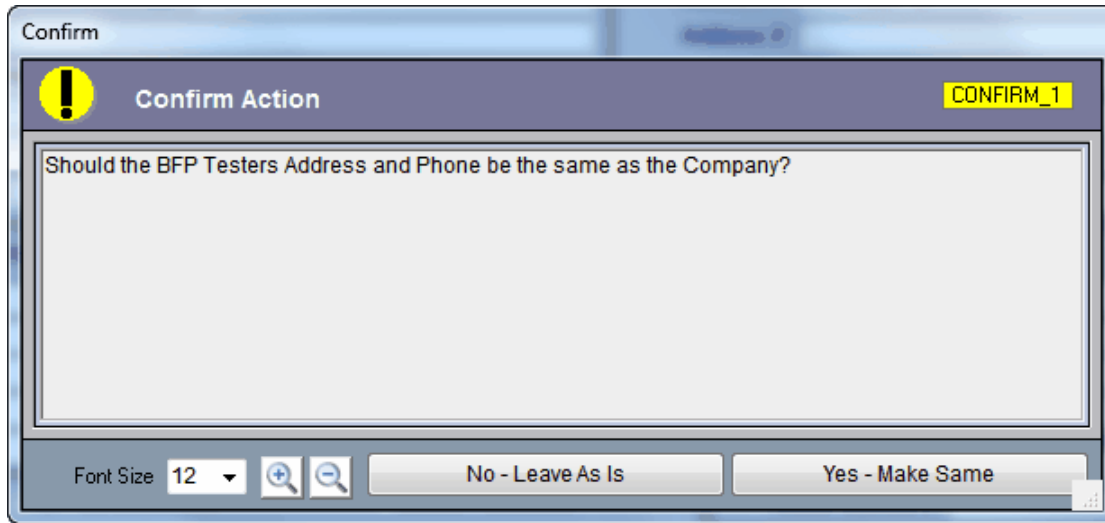 Confirm
Confirm Action
CONFIRM_1
Should the BFP Testers Address and Phone be the same as the Company?
Font Size 12
No - Leave As Is
Yes - Make Same